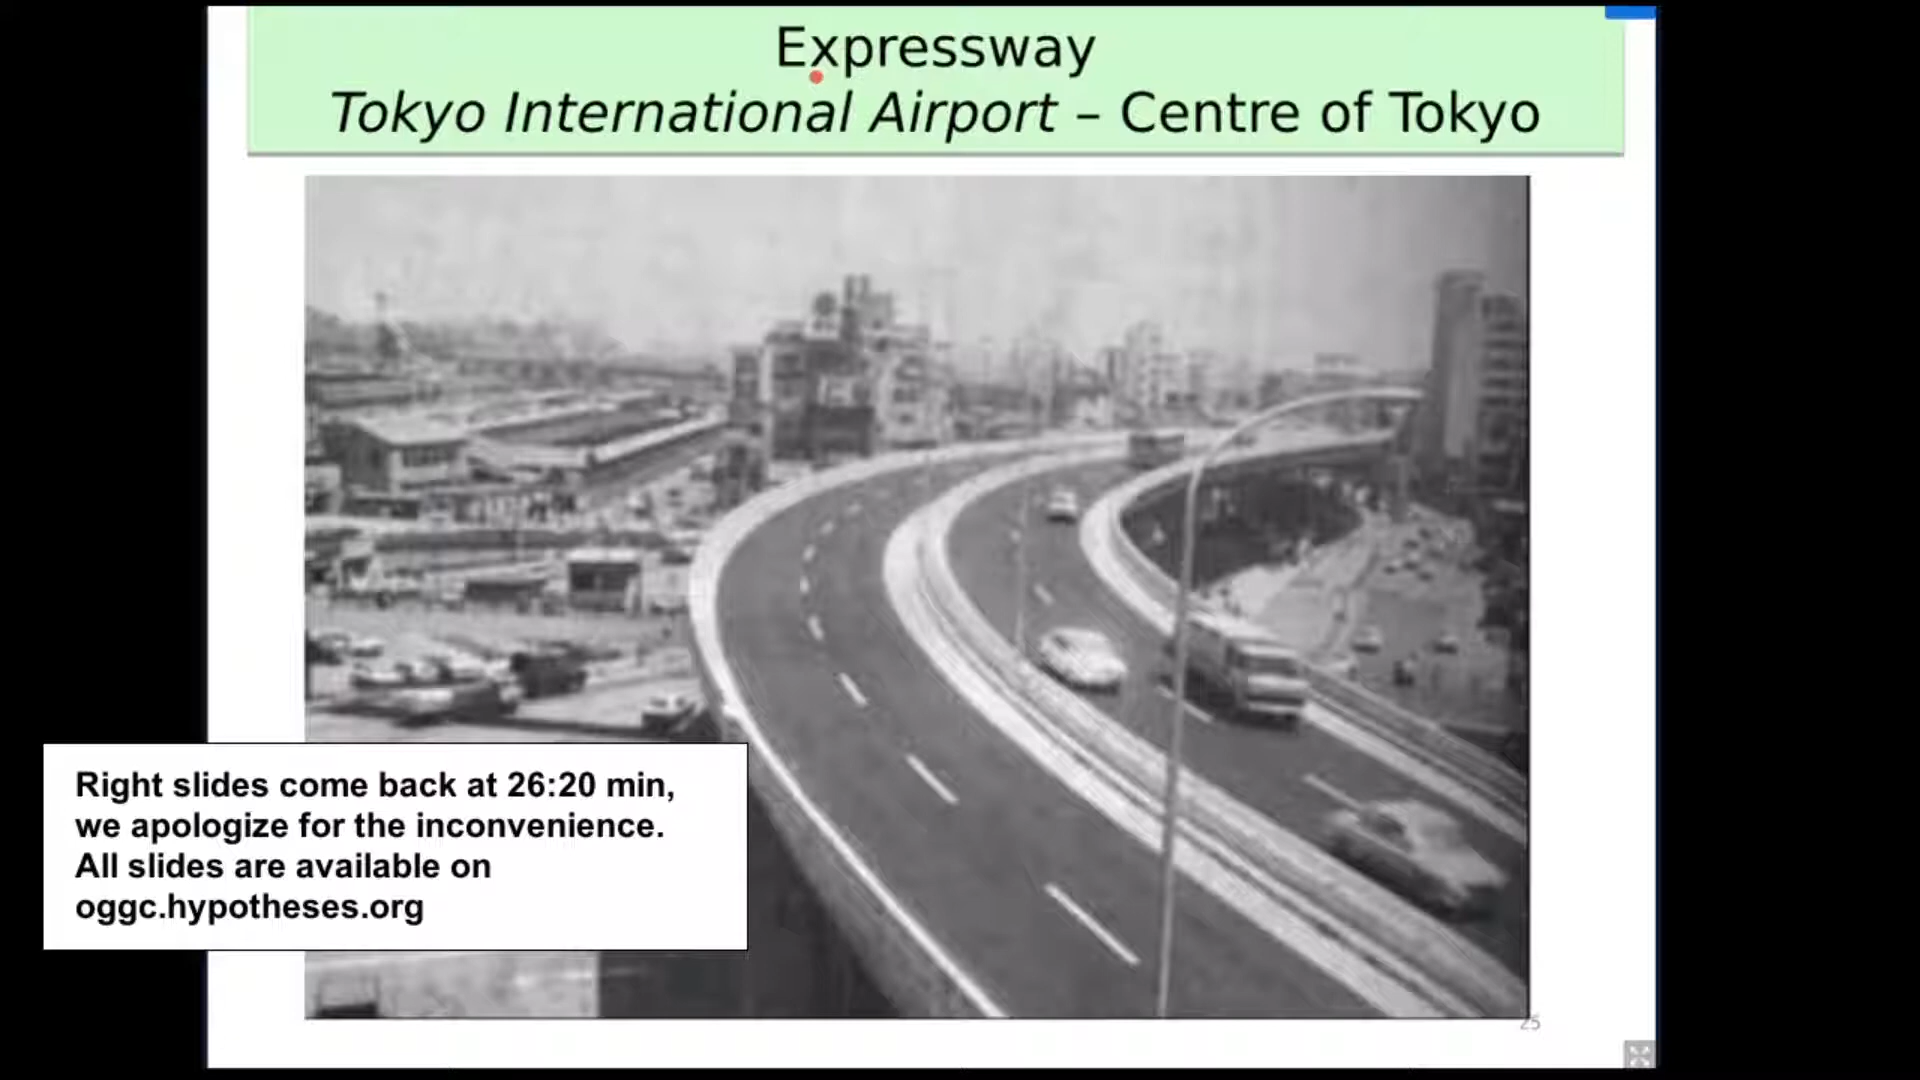 Expressway
Tokyo International Airport – Centre of Tokyo
Right slides come back at 26:20 min,
we apologize for the inconvenience.
All slides are available on
oggc.hypotheses.org
25